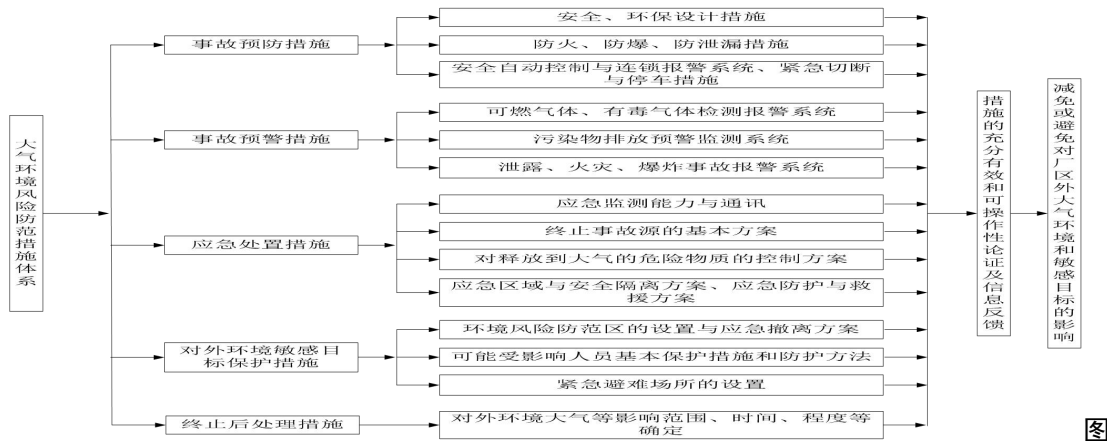 大气环境风险防范措施体系
事故预防措施
安全、环保设计措施
防火、防爆、防泄漏措施
安全自动控制与连锁报警系统、紧急切断
与停车措施
事故预警措施
可燃气体、有毒气体检测报警系统
污染物排放预警监测系统
泄露、火灾、爆炸事故报警系统
应急处置措施
应急监测能力与通讯
终止事故源的基本方案
对释放到大气的危险物质的控制方案
应急区域与安全隔离方案、应急防护与救
援方案
对外环境敏感目
标保护措施
环境风险防范区的设置与应急撤离方案
可能受影响人员基本保护措施和防护方法
紧急避难场所的设置
终止后处理措施
对外环境大气等影响范围、时间、程度等
确定
措施的充分有效和可操作性论证及信息反馈
减免或避免对厂区外大气环境和敏感目标的影响
图